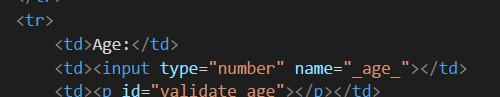 <tr>
<td>Age:</td>
<td><input type="number" name="_age_"></td>
<td><p id="validate_age"></p></td>